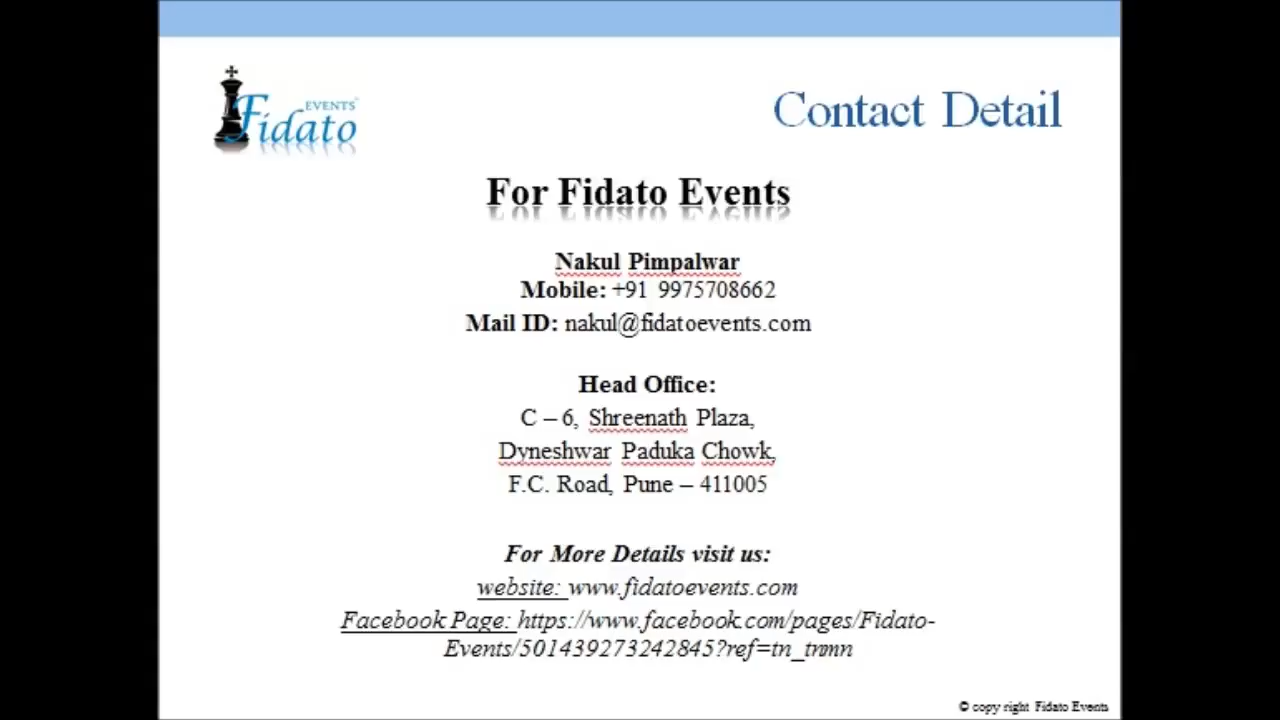 EVENTS
Fidato
Contact Detail
For Fidato Events
Nakul Pimpalwar
Mobile: +91 9975708662
Mail ID: nakul@fidatoevents.com
Head Office:
C – 6, Shreenath Plaza,
Dyneshwar Paduka Chowk,
F.C. Road, Pune – 411005
For More Details visit us:
website: www.fidatoevents.com
Facebook Page: https://www.facebook.com/pages/Fidato-
Events/501439273242845?ref=tn_tnmn
© copy right Fidato Events